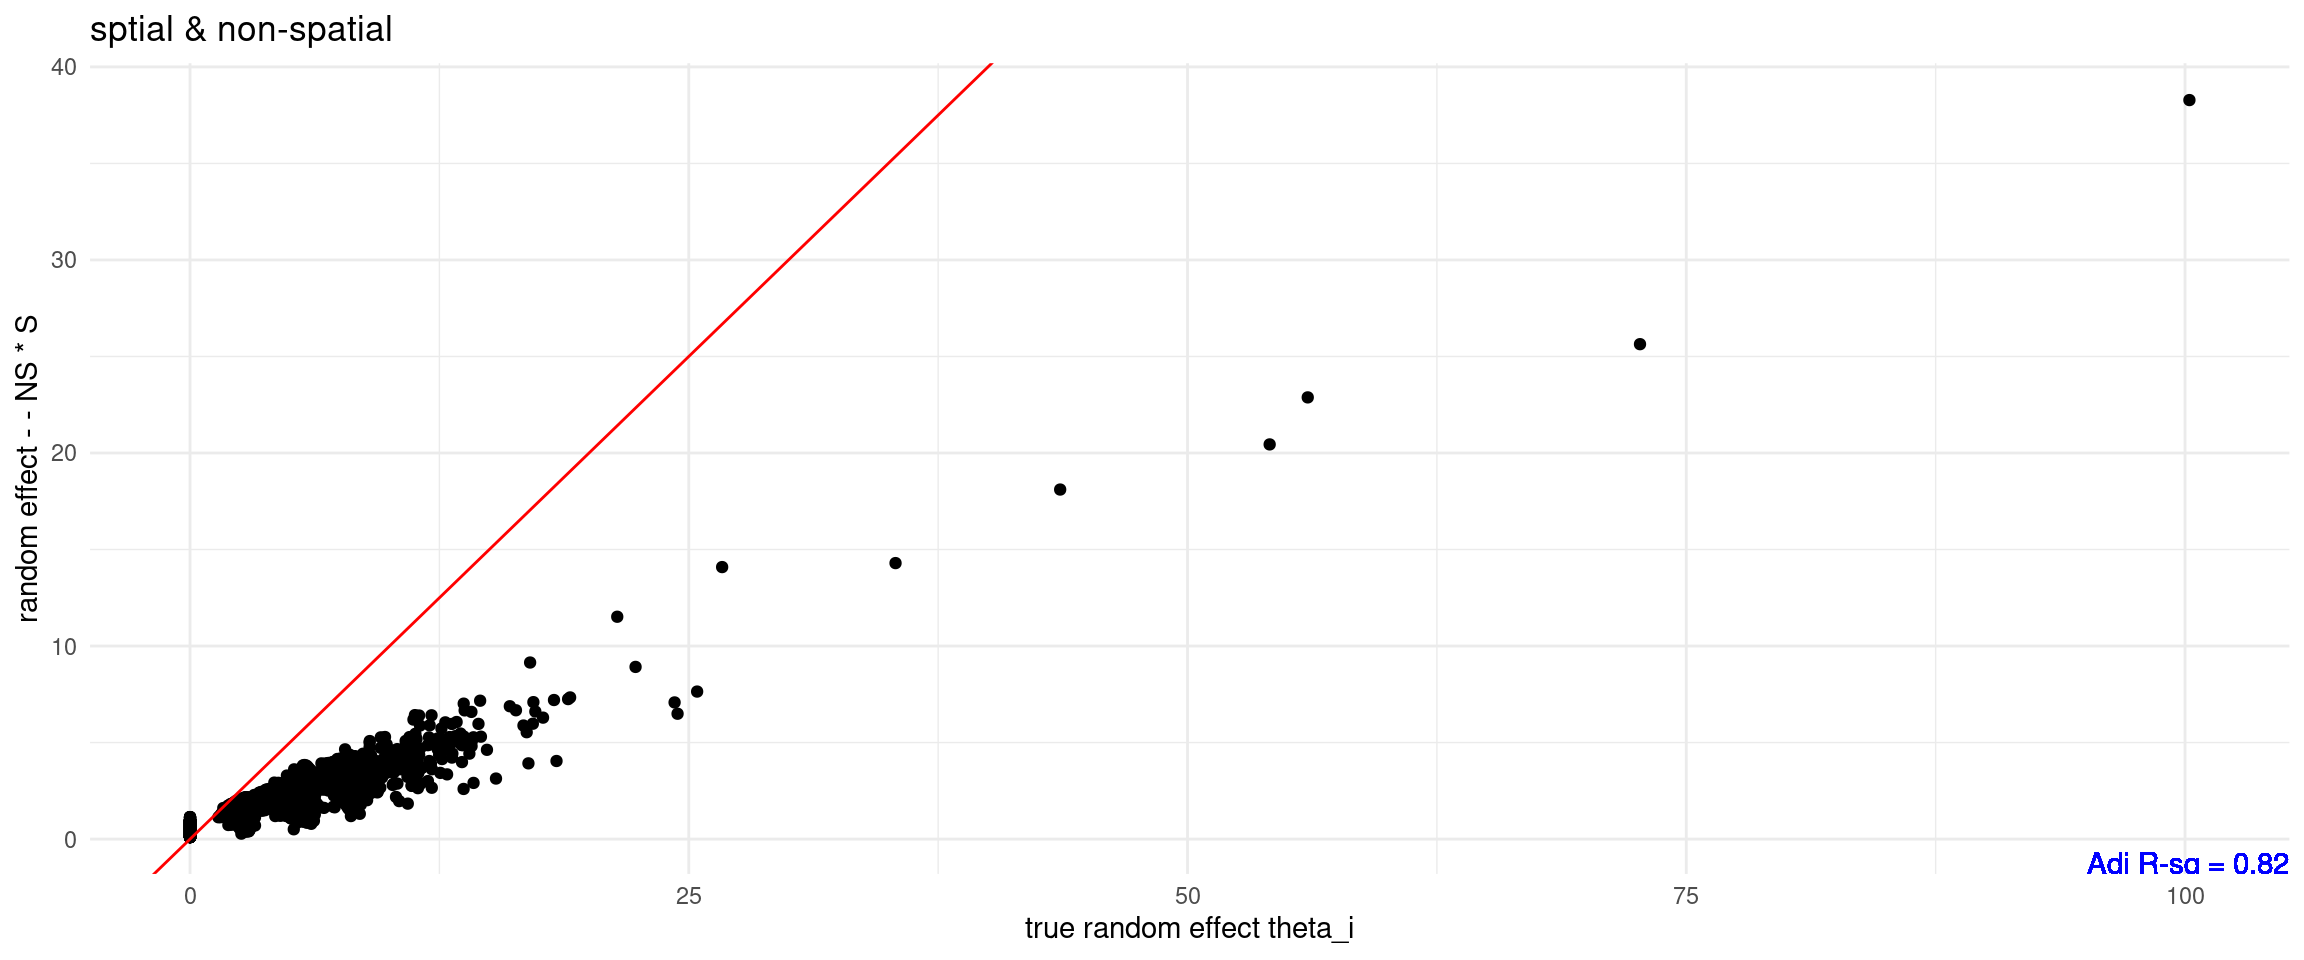 sptial & non-spatial
random effect - - NS * S
40
30
20
10
0
0 25 50 75 100
Adj R-sq = 0.82
true random effect theta_i